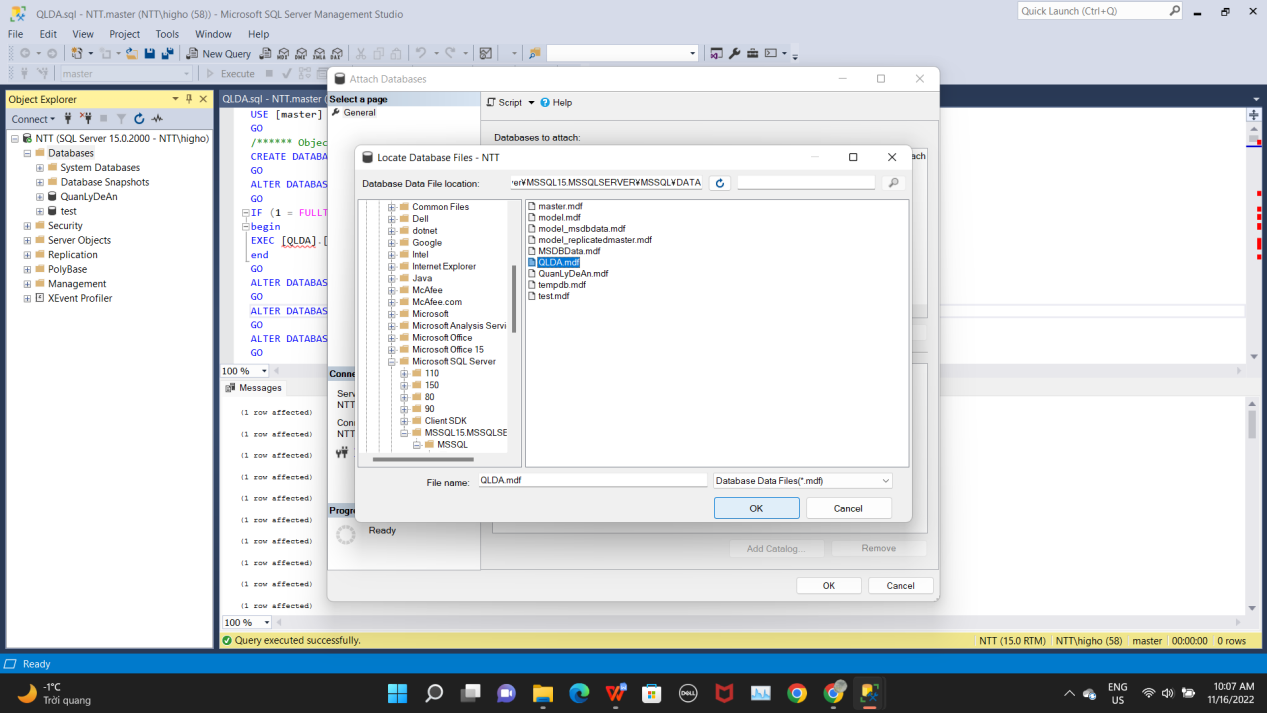 QLDA.sql - NTT.master (NTT\higho (58)) - Microsoft SQL Server Management Studio
Quick Launch (Ctrl+Q)
File Edit View Project Tools Window Help
New Query
master
Execute
Attach Databases
Object Explorer
QLDA.sql - NTT.master (
Select a page
General
Script Help
Connect
NTT (SQL Server 15.0.2000 - NTT\higho)
Databases
System Databases
Database Snapshots
QuanLyDeAn
test
Security
Server Objects
Replication
PolyBase
Management
XEvent Profiler
USE [master]
GO
/****** Objec
CREATE DATABA
GO
ALTER DATABAS
GO
IF (1 = FULLT
begin
EXEC [QLDA].[
end
GO
ALTER DATABAS
GO
ALTER DATABAS
GO
ALTER DATABAS
GO
100 %
Messages
(1 row affected)
(1 row affected)
(1 row affected)
(1 row affected)
(1 row affected)
(1 row affected)
(1 row affected)
(1 row affected)
(1 row affected)
(1 row affected)
100 %
Databases to attach:
ach
Conne
Serv
NTT
Conn
NTT
Progre
Ready
Locate Database Files - NTT
Database Data File location:
ver¥MSSQL15.MSSQLSERVER¥MSSQL¥DATA
Common Files
Dell
dotnet
Google
Intel
Internet Explorer
Java
McAfee
McAfee.com
Microsoft
Microsoft Analysis Servi
Microsoft Office
Microsoft Office 15
Microsoft SQL Server
110
150
80
90
Client SDK
MSSQL15.MSSQLSE
MSSQL
master.mdf
model.mdf
model_msdbdata.mdf
model_replicatedmaster.mdf
MSDBData.mdf
QLDA.mdf
QuanLyDeAn.mdf
tempdb.mdf
test.mdf
File name: QLDA.mdf Database Data Files(*.mdf)
OK Cancel
Add Catalog... Remove
OK Cancel
Query executed successfully. NTT (15.0 RTM) NTT\higho (58) master 00:00:00 0 rows
Ready
-1°C
Trời quang
DELL
ENG
US
10:07 AM
11/16/2022